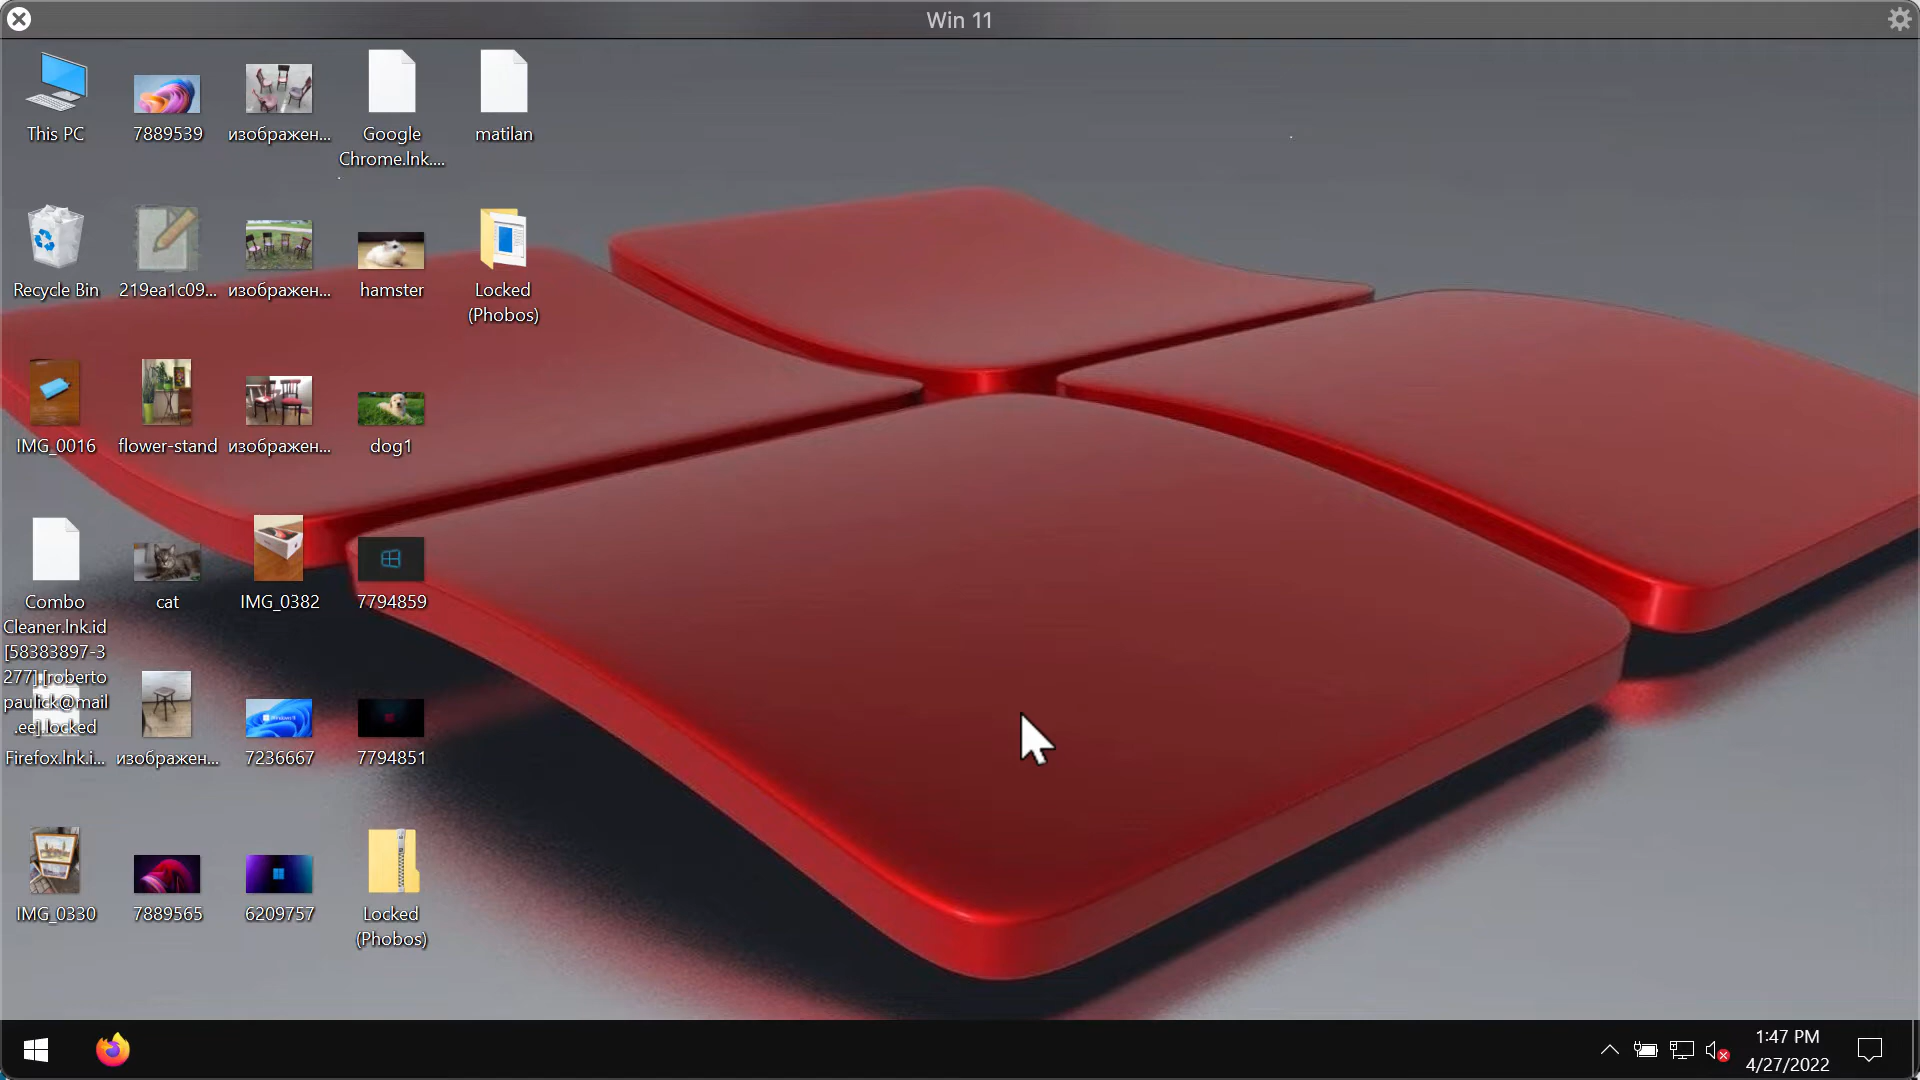 Win 11
This PC
7889539
изображен...
Google
Chrome.lnk....
matilan
Recycle Bin
219ea1c09...
изображен...
hamster
Locked
(Phobos)
IMG_0016
flower-stand
изображен...
dog1
Combo
Cleaner.lnk.id
[58383897-3
277].[roberto
paulick@mail
.ee].locked
cat
IMG_0382
7794859
Firefox.lnk.i...
изображен...
7236667
7794851
IMG_0330
7889565
6209757
Locked
(Phobos)
1:47 PM
4/27/2022